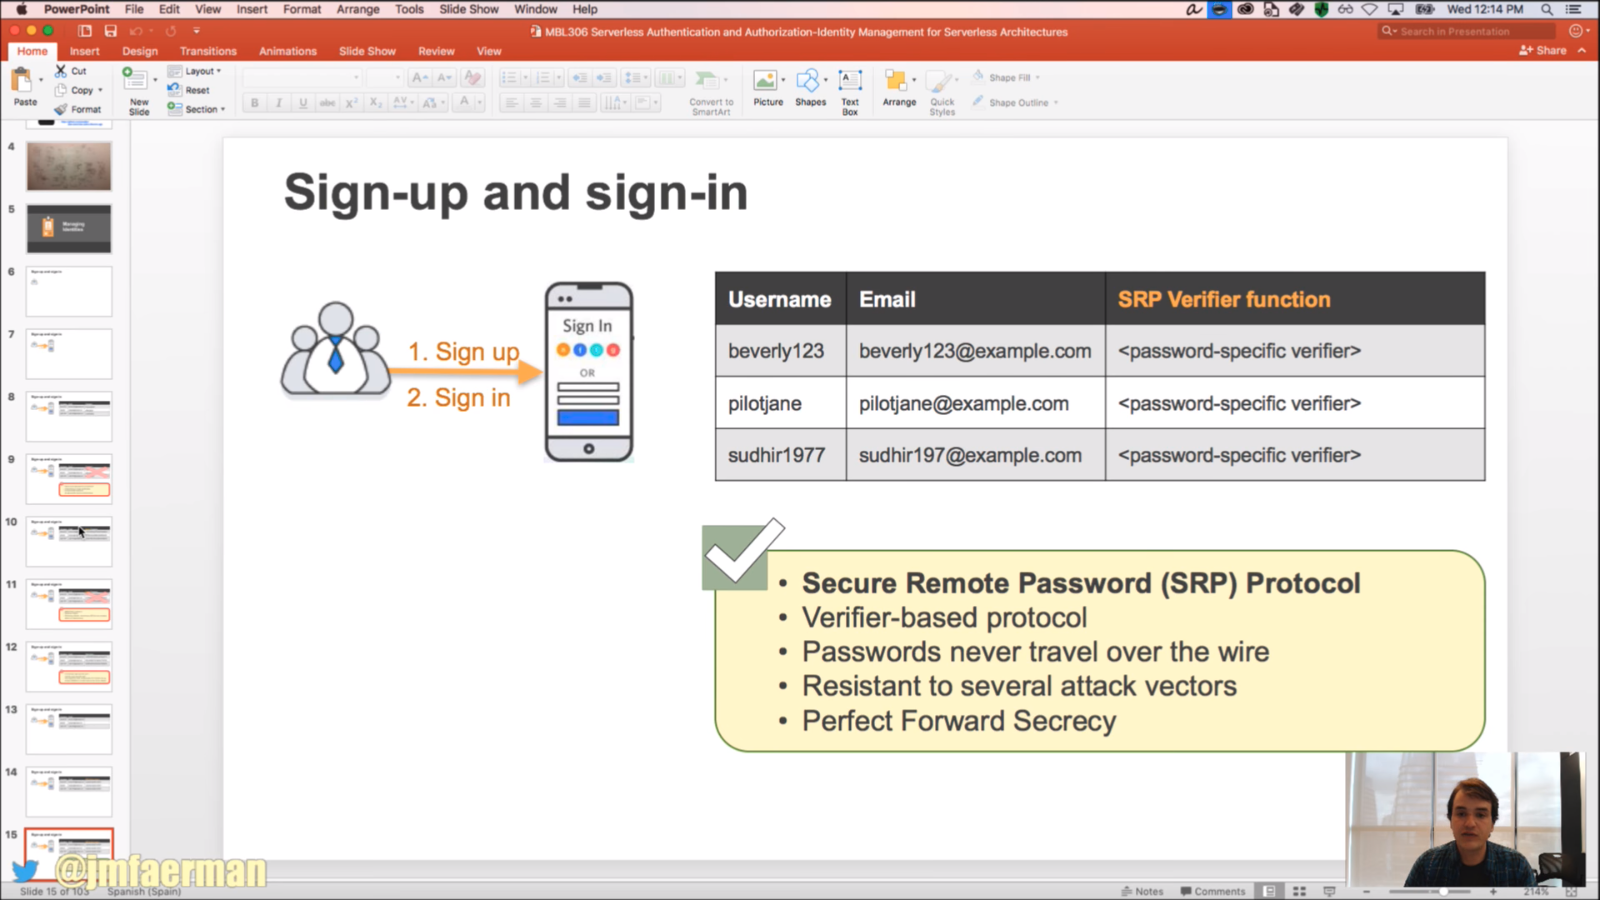 PowerPoint File Edit View Insert Format Arrange Tools Slide Show Window Help
Wed 12:14 PM
MBL306 Serverless Authentication and Authorization-Identity Management for Serverless Architectures
Search in Presentation
Home Insert Design Transitions Animations Slide Show Review View
Share
Paste
Cut
Copy
Format
New Slide
Layout
Reset
Section
B I U abc X² X₂ AV A
Convert to SmartArt
Picture
Shapes
Text Box
Arrange
Quick Styles
Shape Fill
Shape Outline
4
5
Managing Identities
6
7
8
9
10
11
12
13
14
15
Sign-up and sign-in
1. Sign up
2. Sign in
Sign In
OR
Username Email SRP Verifier function
beverly123 beverly123@example.com <password-specific verifier>
pilotjane pilotjane@example.com <password-specific verifier>
sudhir1977 sudhir197@example.com <password-specific verifier>
• Secure Remote Password (SRP) Protocol
• Verifier-based protocol
• Passwords never travel over the wire
• Resistant to several attack vectors
• Perfect Forward Secrecy
@jmfaerman
Slide 15 of 103 Spanish (Spain)
Notes Comments
214%